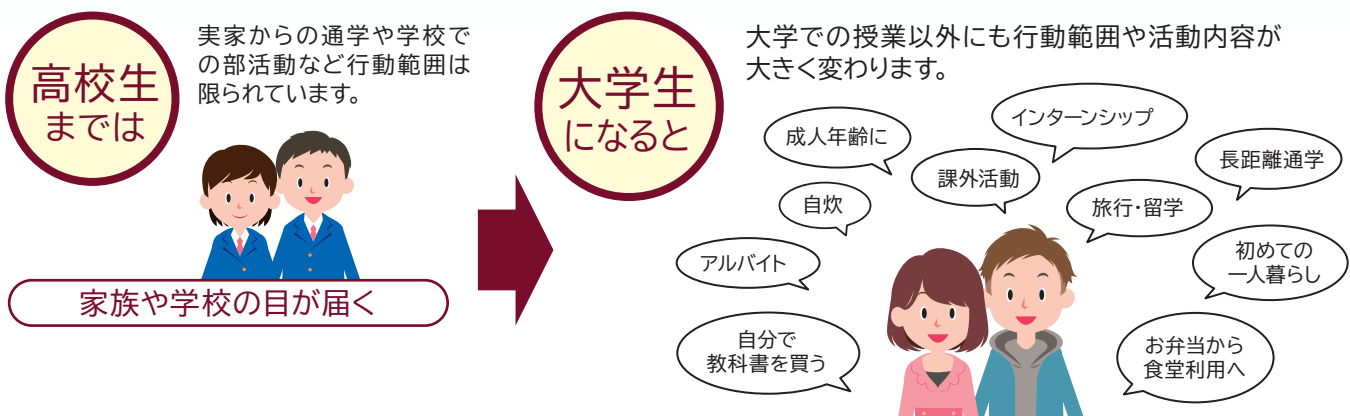 高校生
までは
実家からの通学や学校で
の部活動など行動範囲は
限られています。
家族や学校の目が届く
大学生
になると
大学での授業以外にも行動範囲や活動内容が
大きく変わります。
成人年齢に
インターンシップ
長距離通学
課外活動
自炊
旅行・留学
アルバイト
初めての
一人暮らし
自分で
教科書を買う
お弁当から
食堂利用へ